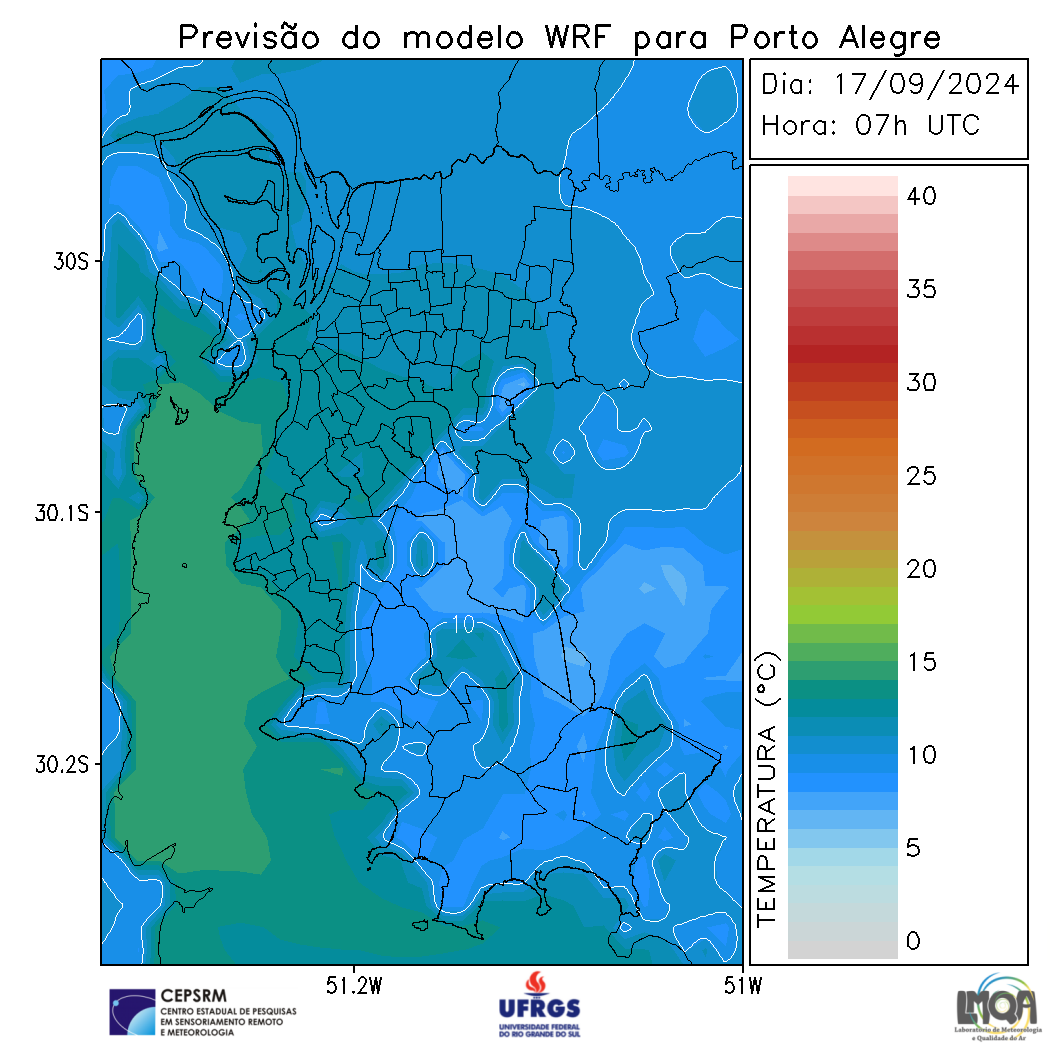 Previsão do modelo WRF para Porto Alegre
Dia: 17/09/2024
Hora: 07h UTC
40
35
30
25
20
15
10
5
0
TEMPERATURA (°C)
30S
30.1S
30.2S
10
51.2W
51W
CEPSRM
CENTRO ESTADUAL DE PESQUISAS
EM SENSORIAMENTO REMOTO
E METEOROLOGIA
UFRGS
UNIVERSIDADE FEDERAL
DO RIO GRANDE DO SUL
LMQA
Laboratório de Meteorologia
e Qualidade do Ar